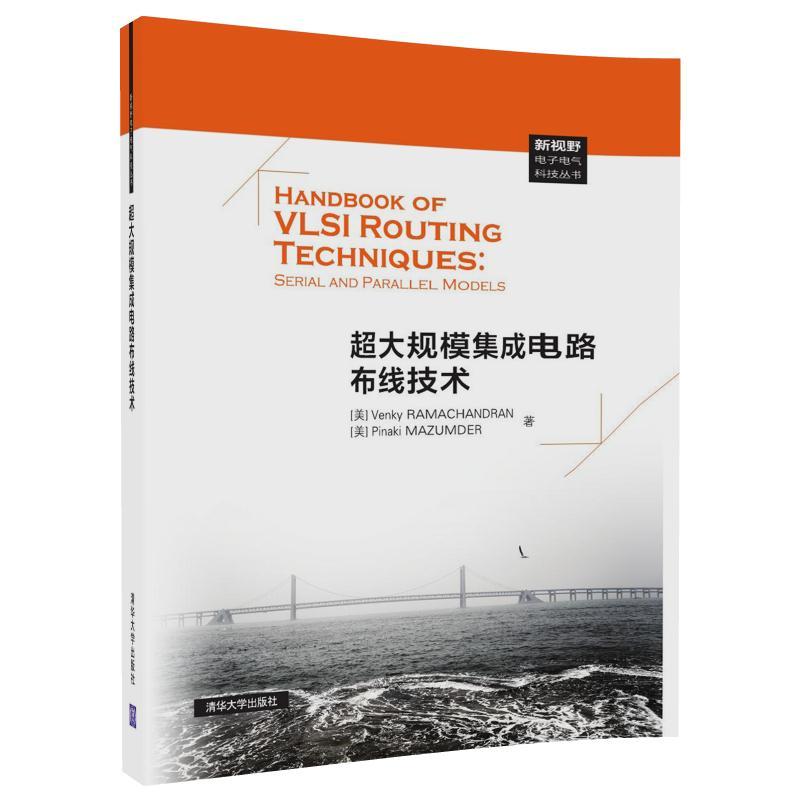 新视野
电子电气
科技丛书
HANDBOOK OF
VLSI ROUTING
TECHNIQUES:
SERIAL AND PARALLEL MODELS
超大规模集成电路
布线技术
[美] Venky RAMACHANDRAN
[美] Pinaki MAZUMDER
著
清华大学出版社
超大规模集成电路布线技术
清华大学出版社